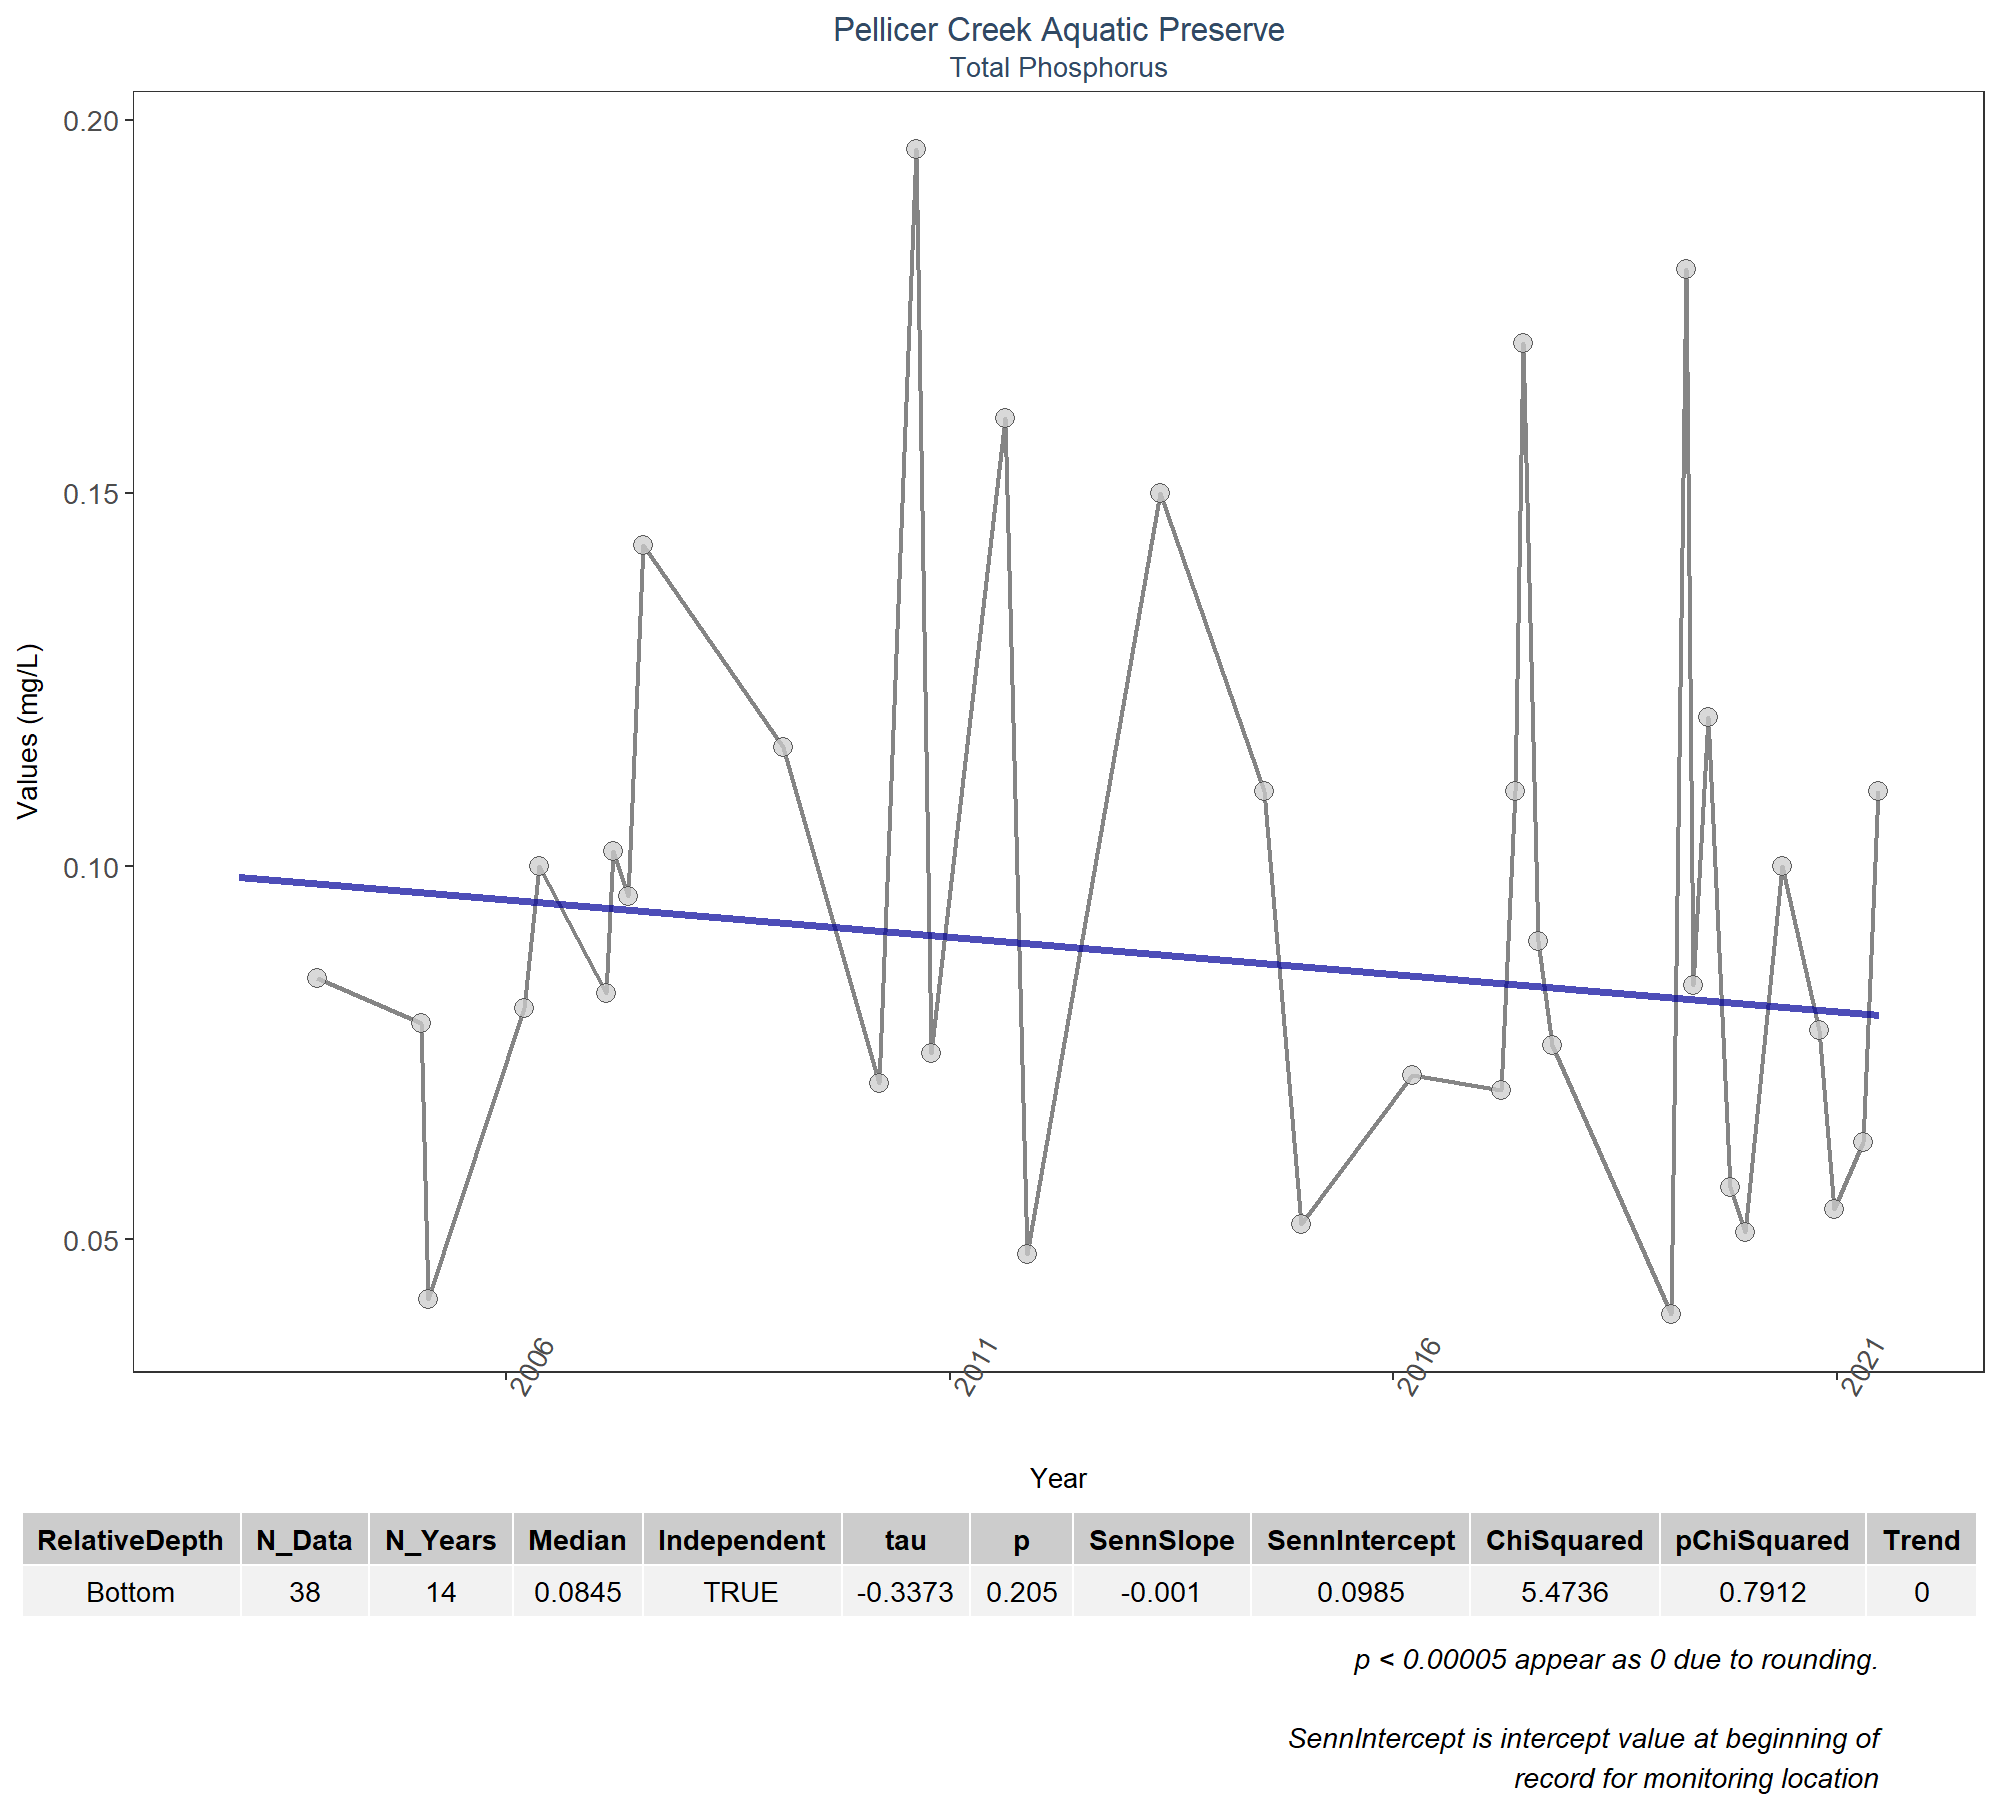 Pellicer Creek Aquatic Preserve
Total Phosphorus
0.20
0.15
0.10
0.05
Values (mg/L)
2006
2011
2016
2021
Year
RelativeDepth N_Data N_Years Median Independent tau p SennSlope SennIntercept ChiSquared pChiSquared Trend
Bottom 38 14 0.0845 TRUE -0.3373 0.205 -0.001 0.0985 5.4736 0.7912 0
p < 0.00005 appear as 0 due to rounding.
SennIntercept is intercept value at beginning of
record for monitoring location